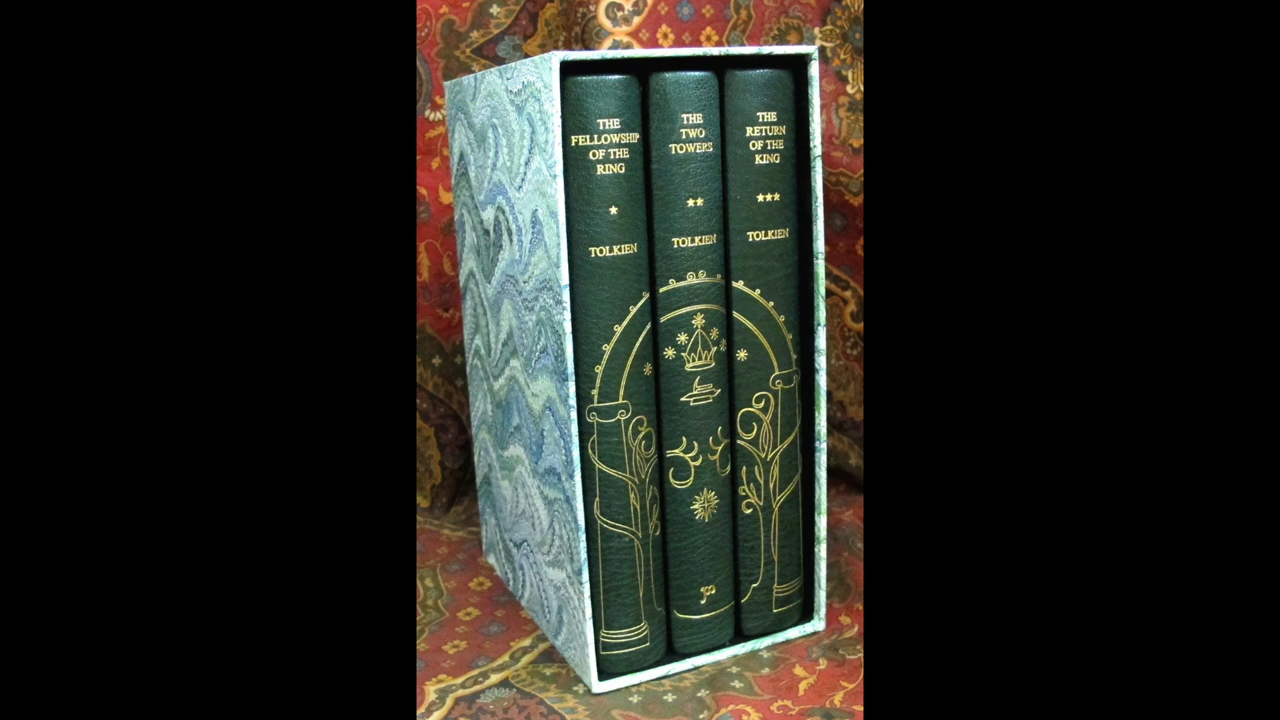 THE
FELLOWSHIP
OF THE
RING
TOLKIEN
THE
TWO
TOWERS
TOLKIEN
THE
RETURN
OF THE
KING
TOLKIEN